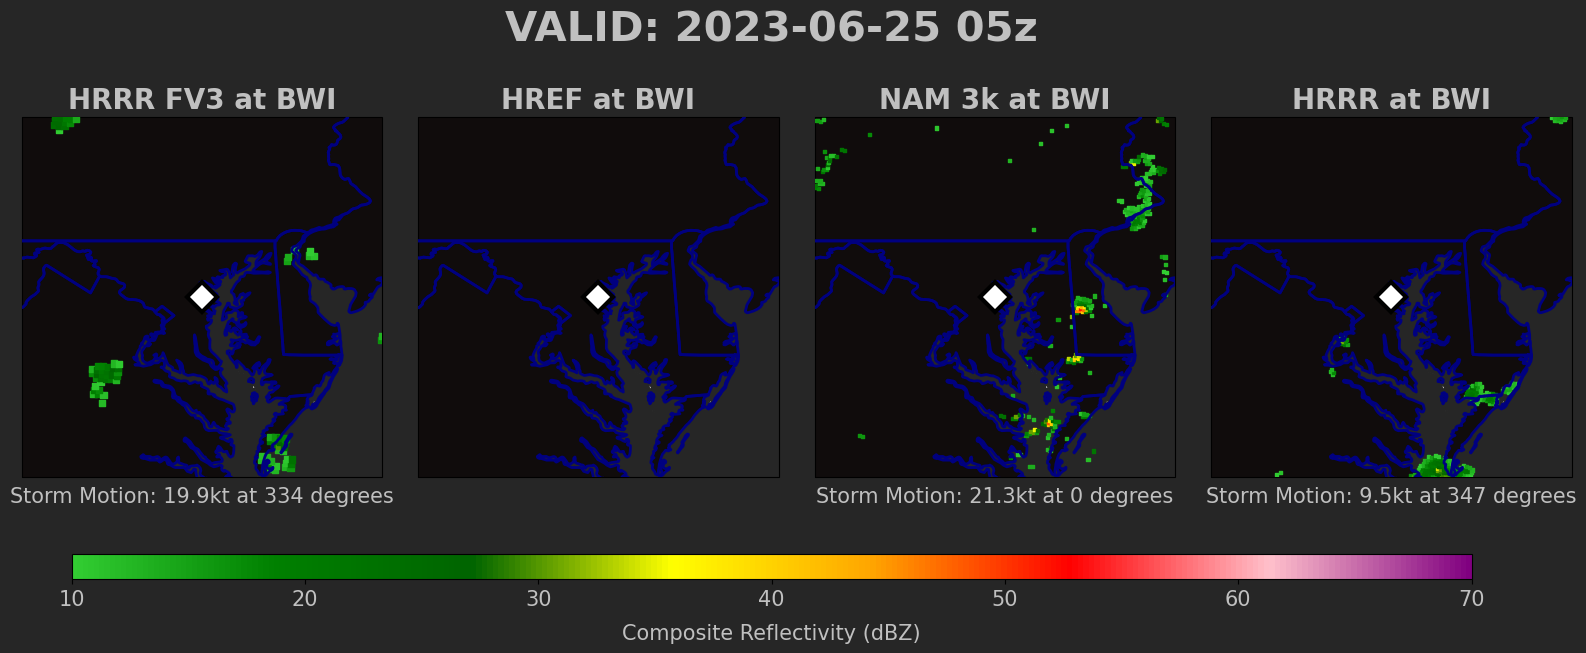 VALID: 2023-06-25 05z
HRRR FV3 at BWI
HREF at BWI
NAM 3k at BWI
HRRR at BWI
Storm Motion: 19.9kt at 334 degrees
Storm Motion: 21.3kt at 0 degrees
Storm Motion: 9.5kt at 347 degrees
10 20 30 40 50 60 70
Composite Reflectivity (dBZ)